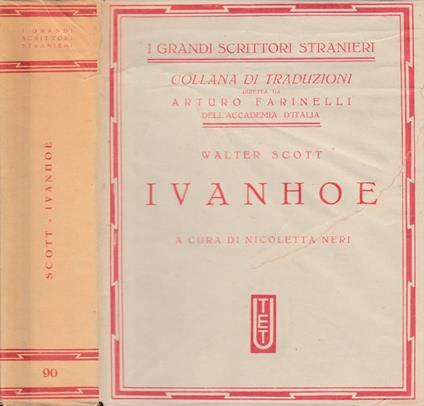 I GRANDI
SCRITTORI
STRANIERI
SCOTT - IVANHOE
90
I GRANDI SCRITTORI STRANIERI
COLLANA DI TRADUZIONI
DIRETTA DA
ARTURO FARINELLI
DELL'ACCADEMIA D'ITALIA
WALTER SCOTT
IVANHOE
A CURA DI NICOLETTA NERI
UTET